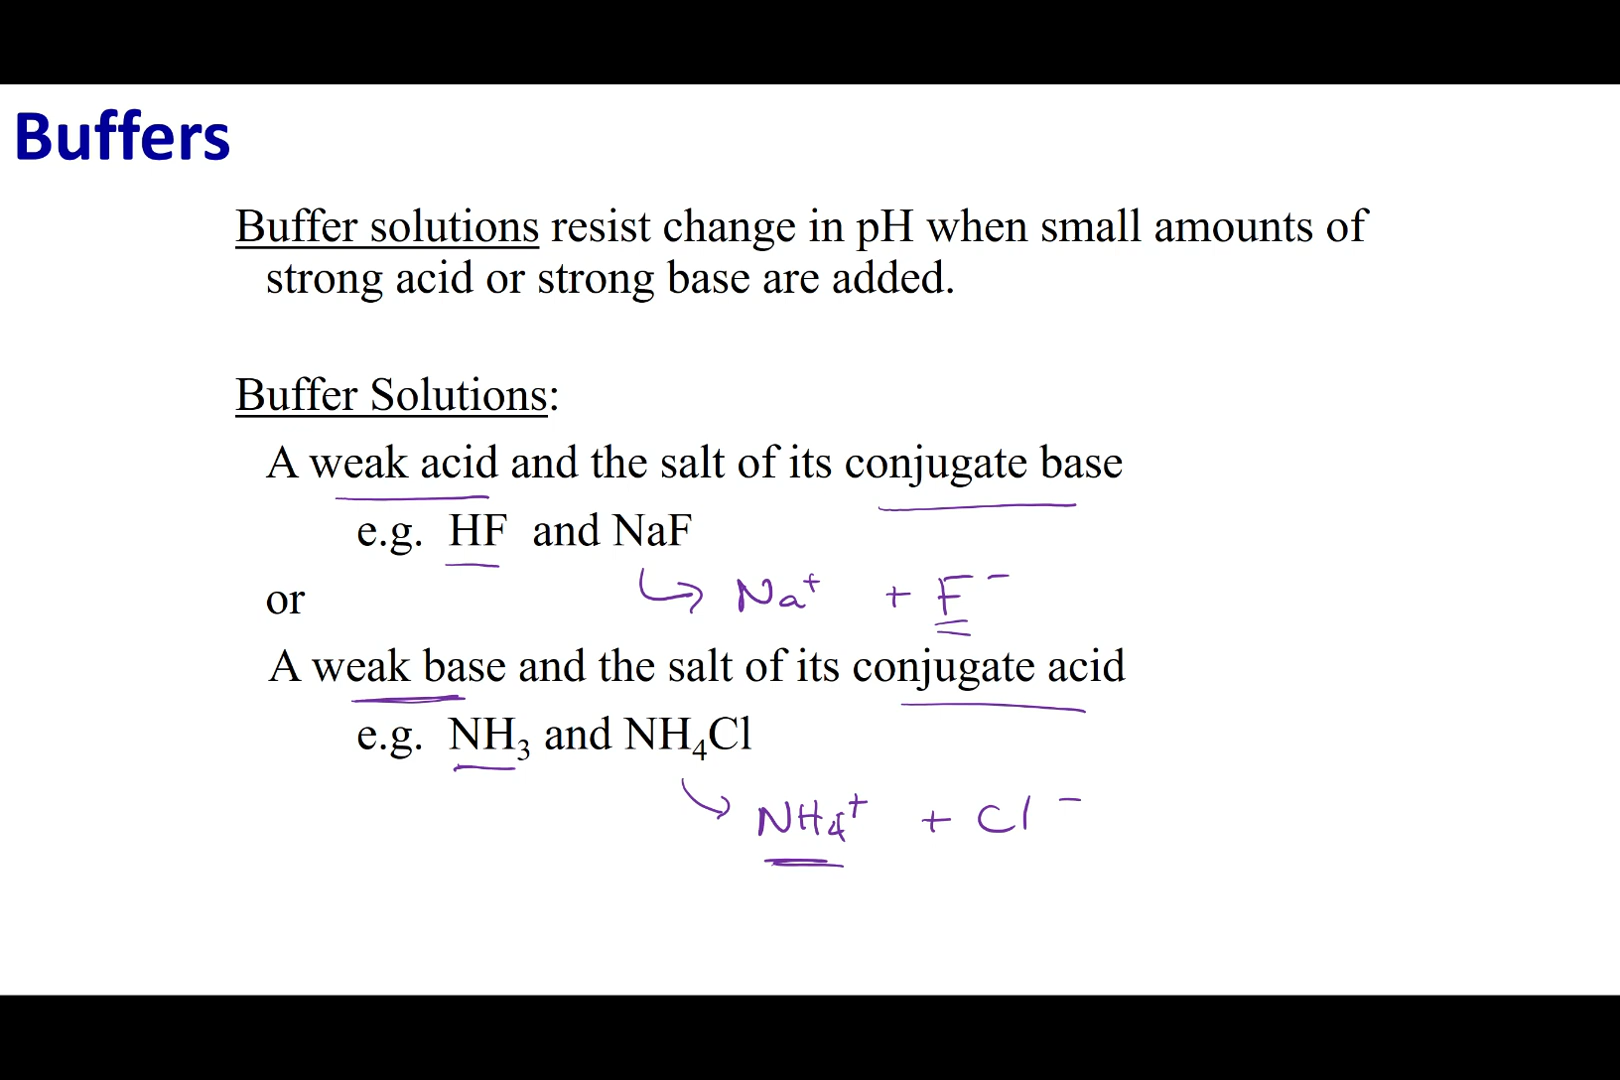 Buffers
Buffer solutions resist change in pH when small amounts of
strong acid or strong base are added.
Buffer Solutions:
A weak acid and the salt of its conjugate base
e.g. HF and NaF
↳ Na⁺ + F⁻
or
A weak base and the salt of its conjugate acid
e.g. NH₃ and NH₄Cl
↳ NH₄⁺ + Cl⁻